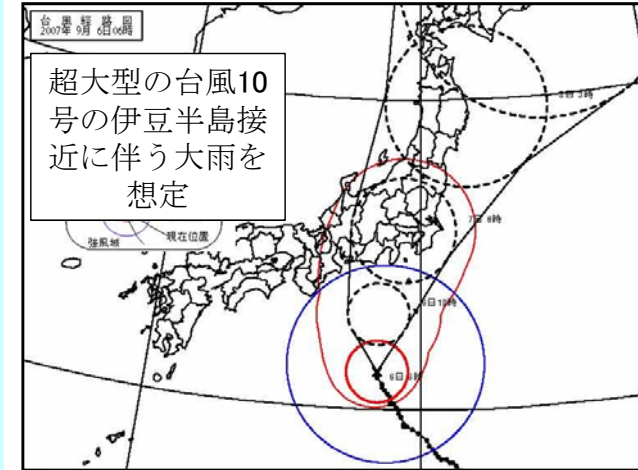 台風経路図
2007年 9月 6日06時
超大型の台風10
号の伊豆半島接
近に伴う大雨を
想定
現在位置
強風域
8日 3時
7日 6時
6日 18時
6日 6時